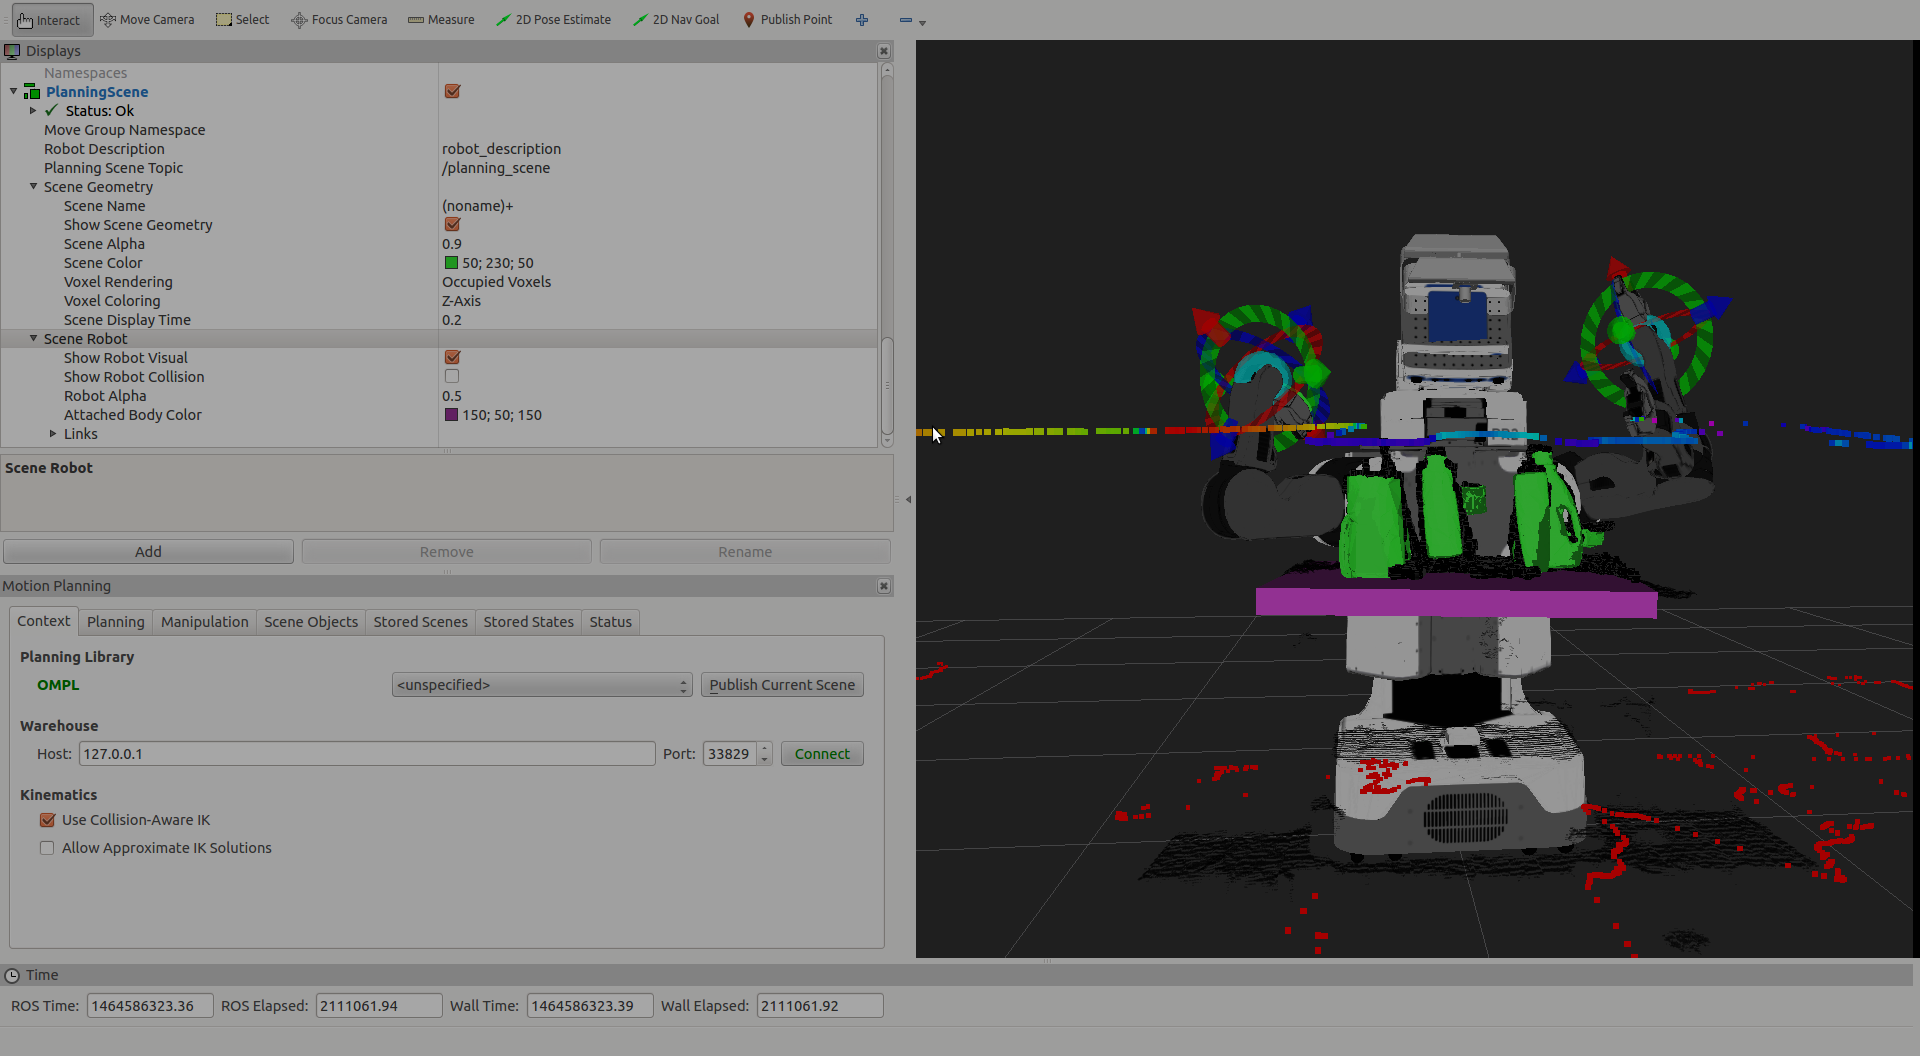 Interact Move Camera Select Focus Camera Measure 2D Pose Estimate 2D Nav Goal Publish Point
Displays
Namespaces
PlanningScene
Status: Ok
Move Group Namespace
Robot Description robot_description
Planning Scene Topic /planning_scene
Scene Geometry
Scene Name (noname)+
Show Scene Geometry
Scene Alpha 0.9
Scene Color 50; 230; 50
Voxel Rendering Occupied Voxels
Voxel Coloring Z-Axis
Scene Display Time 0.2
Scene Robot
Show Robot Visual
Show Robot Collision
Robot Alpha 0.5
Attached Body Color 150; 50; 150
Links
Scene Robot
Add Remove Rename
Motion Planning
Context Planning Manipulation Scene Objects Stored Scenes Stored States Status
Planning Library
OMPL <unspecified> Publish Current Scene
Warehouse
Host: 127.0.0.1 Port: 33829 Connect
Kinematics
Use Collision-Aware IK
Allow Approximate IK Solutions
Time
ROS Time: 1464586323.36 ROS Elapsed: 2111061.94 Wall Time: 1464586323.39 Wall Elapsed: 2111061.92